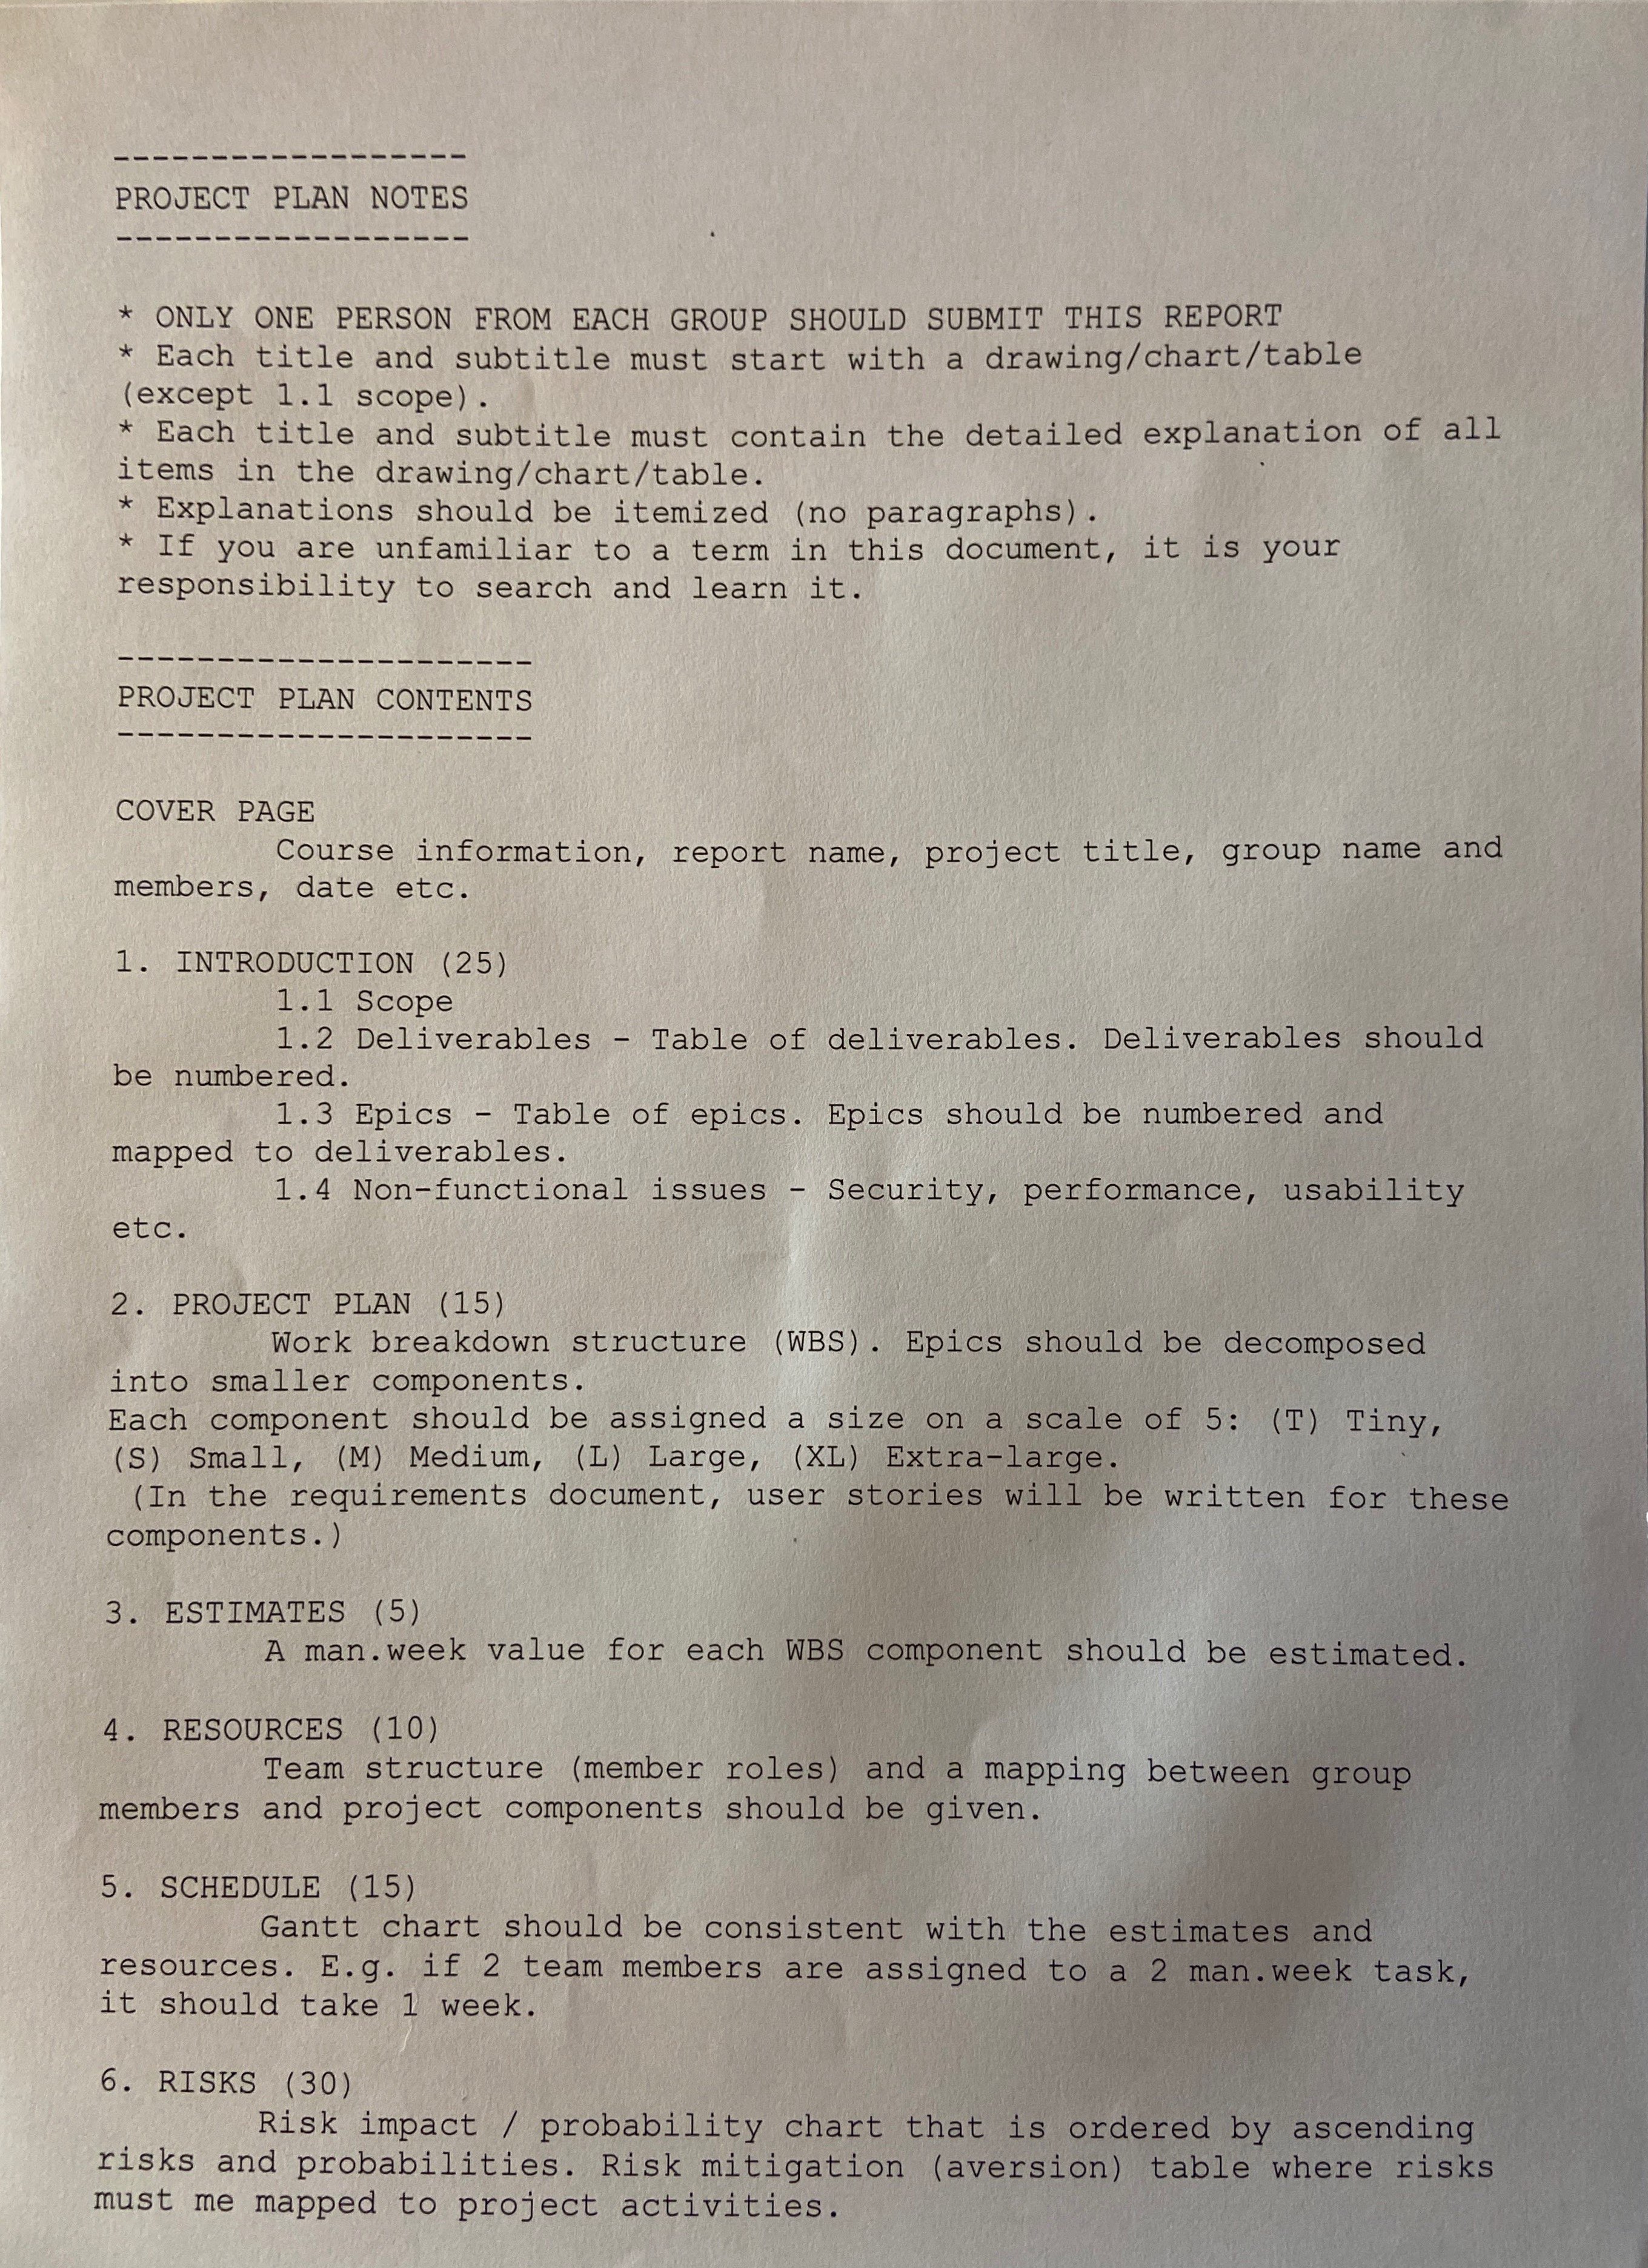 ------------------
PROJECT PLAN NOTES
------------------
* ONLY ONE PERSON FROM EACH GROUP SHOULD SUBMIT THIS REPORT
* Each title and subtitle must start with a drawing/chart/table
(except 1.1 scope).
* Each title and subtitle must contain the detailed explanation of all
items in the drawing/chart/table.
* Explanations should be itemized (no paragraphs).
* If you are unfamiliar to a term in this document, it is your
responsibility to search and learn it.
---------------------
PROJECT PLAN CONTENTS
---------------------
COVER PAGE
Course information, report name, project title, group name and
members, date etc.
1. INTRODUCTION (25)
1.1 Scope
1.2 Deliverables - Table of deliverables. Deliverables should
be numbered.
1.3 Epics - Table of epics. Epics should be numbered and
mapped to deliverables.
1.4 Non-functional issues - Security, performance, usability
etc.
2. PROJECT PLAN (15)
Work breakdown structure (WBS). Epics should be decomposed
into smaller components.
Each component should be assigned a size on a scale of 5: (T) Tiny,
(S) Small, (M) Medium, (L) Large, (XL) Extra-large.
(In the requirements document, user stories will be written for these
components.)
3. ESTIMATES (5)
A man.week value for each WBS component should be estimated.
4. RESOURCES (10)
Team structure (member roles) and a mapping between group
members and project components should be given.
5. SCHEDULE (15)
Gantt chart should be consistent with the estimates and
resources. E.g. if 2 team members are assigned to a 2 man.week task,
it should take 1 week.
6. RISKS (30)
Risk impact / probability chart that is ordered by ascending
risks and probabilities. Risk mitigation (aversion) table where risks
must me mapped to project activities.